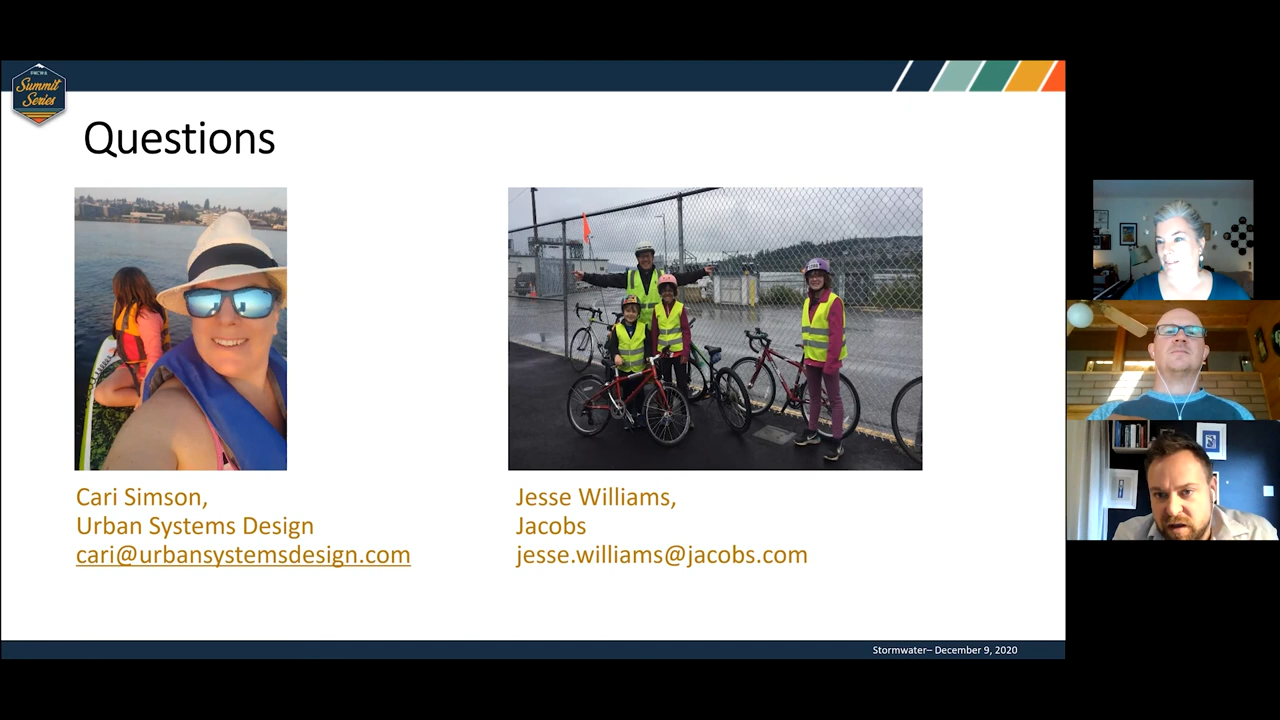 PNCWA
Summit
Series
Questions
Cari Simson,
Urban Systems Design
cari@urbansystemsdesign.com
Jesse Williams,
Jacobs
jesse.williams@jacobs.com
Stormwater– December 9, 2020